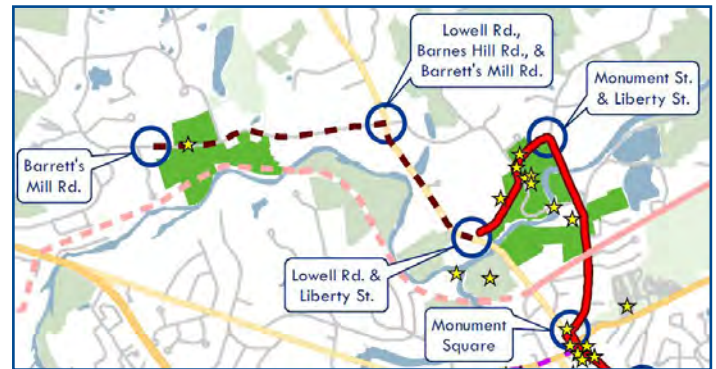 Lowell Rd.,
Barnes Hill Rd., &
Barrett's Mill Rd.
Monument St.
& Liberty St.
Barrett's
Mill Rd.
Lowell Rd. &
Liberty St.
Monument
Square